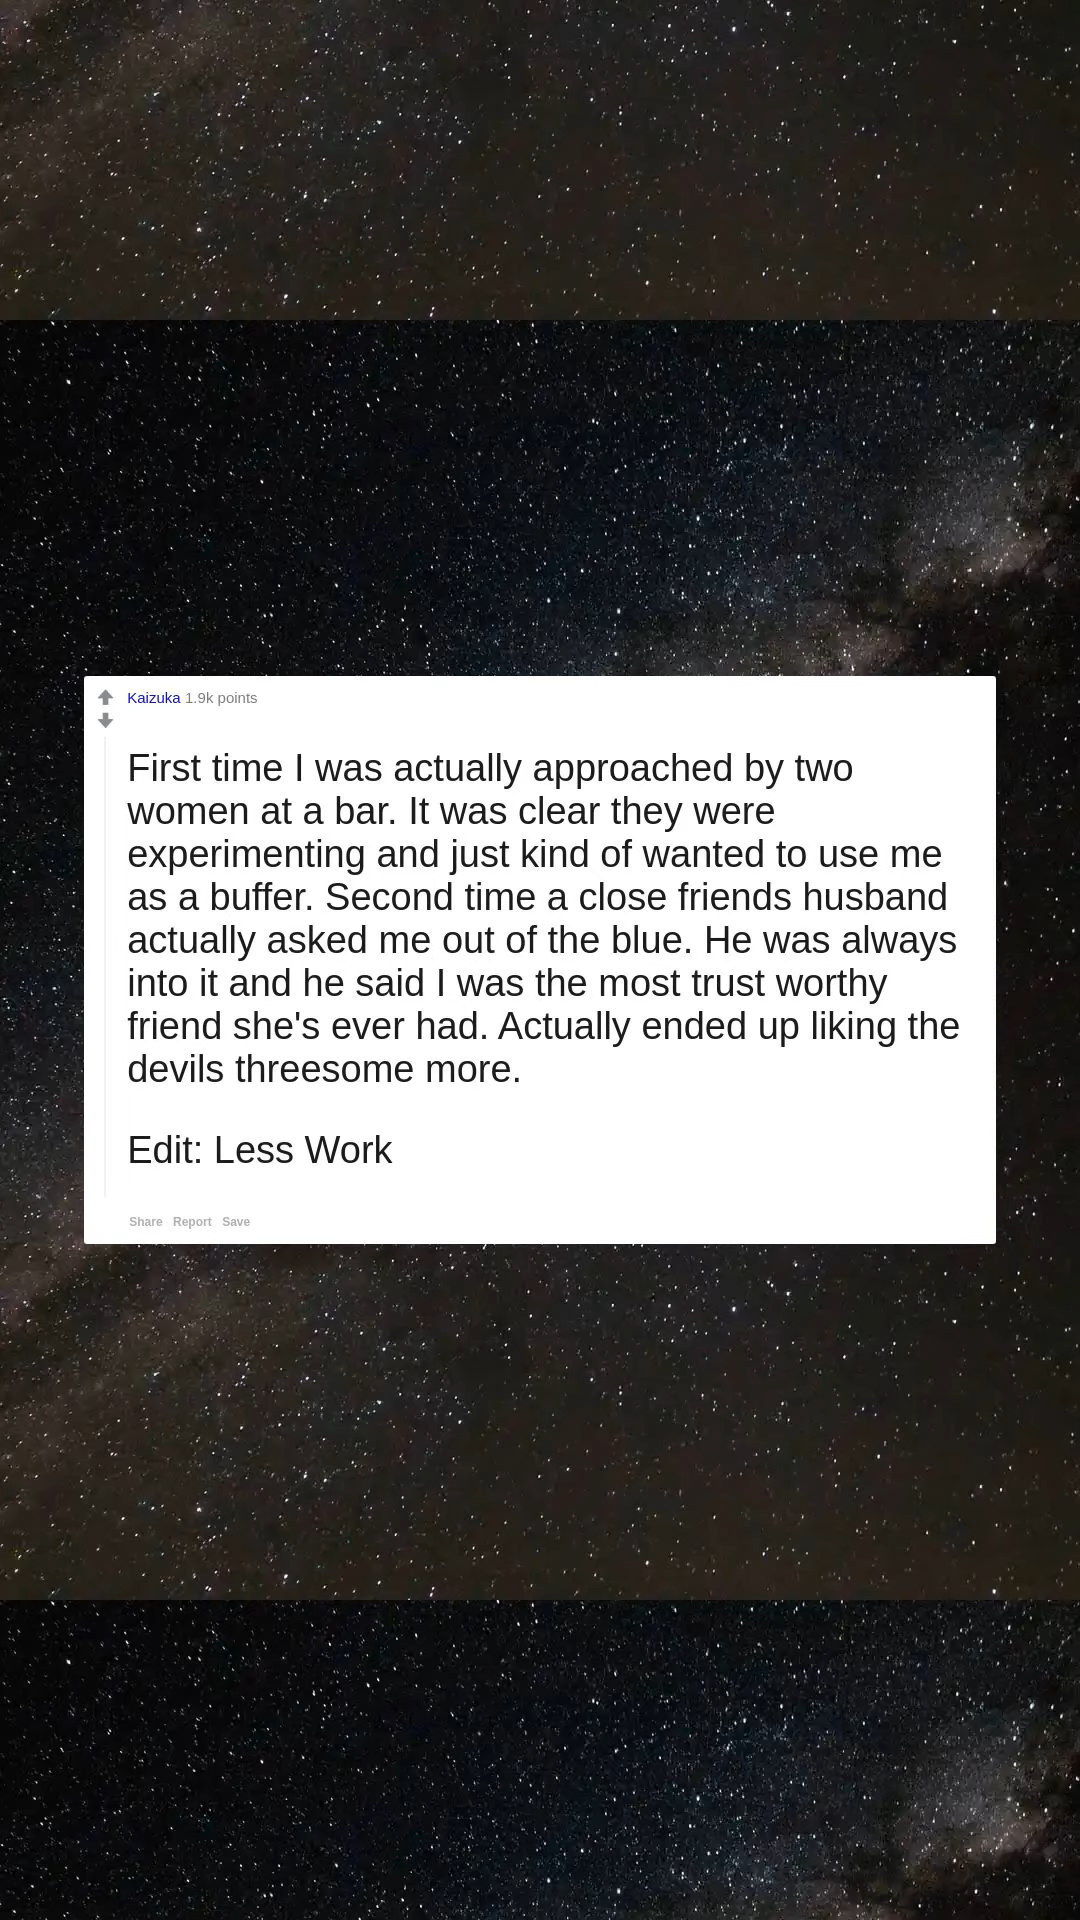 Kaizuka 1.9k points
First time I was actually approached by two
women at a bar. It was clear they were
experimenting and just kind of wanted to use me
as a buffer. Second time a close friends husband
actually asked me out of the blue. He was always
into it and he said I was the most trust worthy
friend she's ever had. Actually ended up liking the
devils threesome more.
Edit: Less Work
Share Report Save